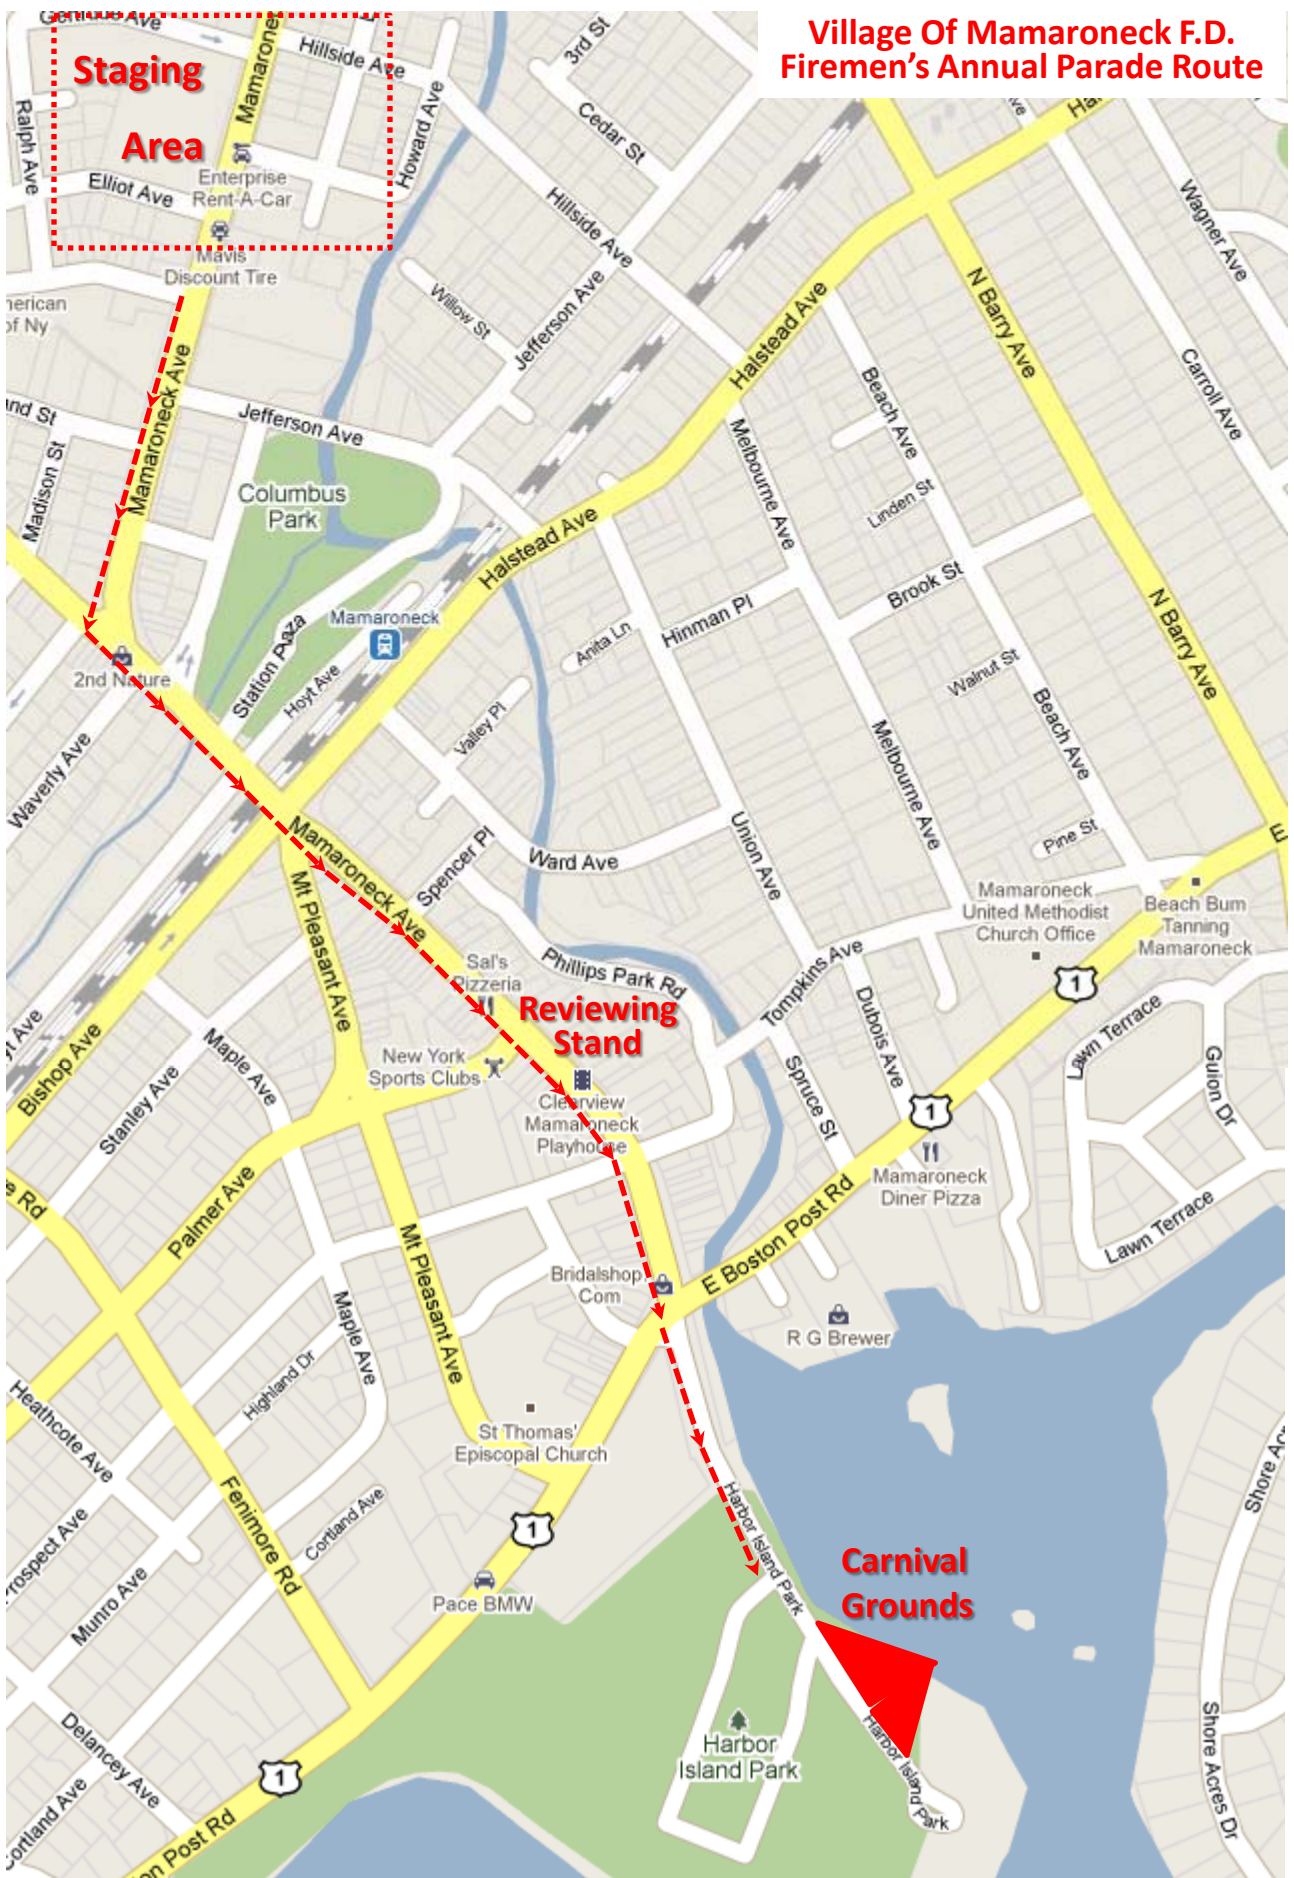 Village Of Mamaroneck F.D.
Firemen's Annual Parade Route
Staging
Area
Hillside Ave
3rd St
Cedar St
Howard Ave
Ralph Ave
Elliot Ave
Enterprise
Rent-A-Car
Mavis
Discount Tire
Hillside Ave
Wagner Ave
N Barry Ave
Willow St
Jefferson Ave
Halstead Ave
Mamaroneck Ave
Jefferson Ave
Beach Ave
Carroll Ave
Madison St
Columbus
Park
Melbourne Ave
Linden St
Halstead Ave
Brook St
Hinman Pl
Anita Ln
N Barry Ave
Mamaroneck
Station Plaza
Hoyt Ave
2nd Nature
Walnut St
Valley Pl
Beach Ave
Melbourne Ave
Waverly Ave
Mamaroneck Ave
Spencer Pl
Ward Ave
Union Ave
Pine St
Mt Pleasant Ave
Mamaroneck
United Methodist
Church Office
Beach Bum
Tanning
Mamaroneck
Sal's
Pizzeria
Phillips Park Rd
Tompkins Ave
1
Reviewing
Stand
Dubois Ave
Lawn Terrace
Guion Dr
Maple Ave
Bishop Ave
Stanley Ave
New York
Sports Clubs
Clearview
Mamaroneck
Playhouse
Spruce St
1
Mamaroneck
Diner Pizza
Palmer Ave
Mt Pleasant Ave
E Boston Post Rd
Lawn Terrace
Bridalshop
Com
R G Brewer
Maple Ave
Highland Dr
Heathcote Ave
St Thomas'
Episcopal Church
Shore
Fenimore Rd
Cortland Ave
1
Harbor Island Park
Carnival
Grounds
Pace BMW
Munro Ave
Harbor
Island Park
Harbor Island Park
Shore Acres Dr
Delancey Ave
1
Post Rd